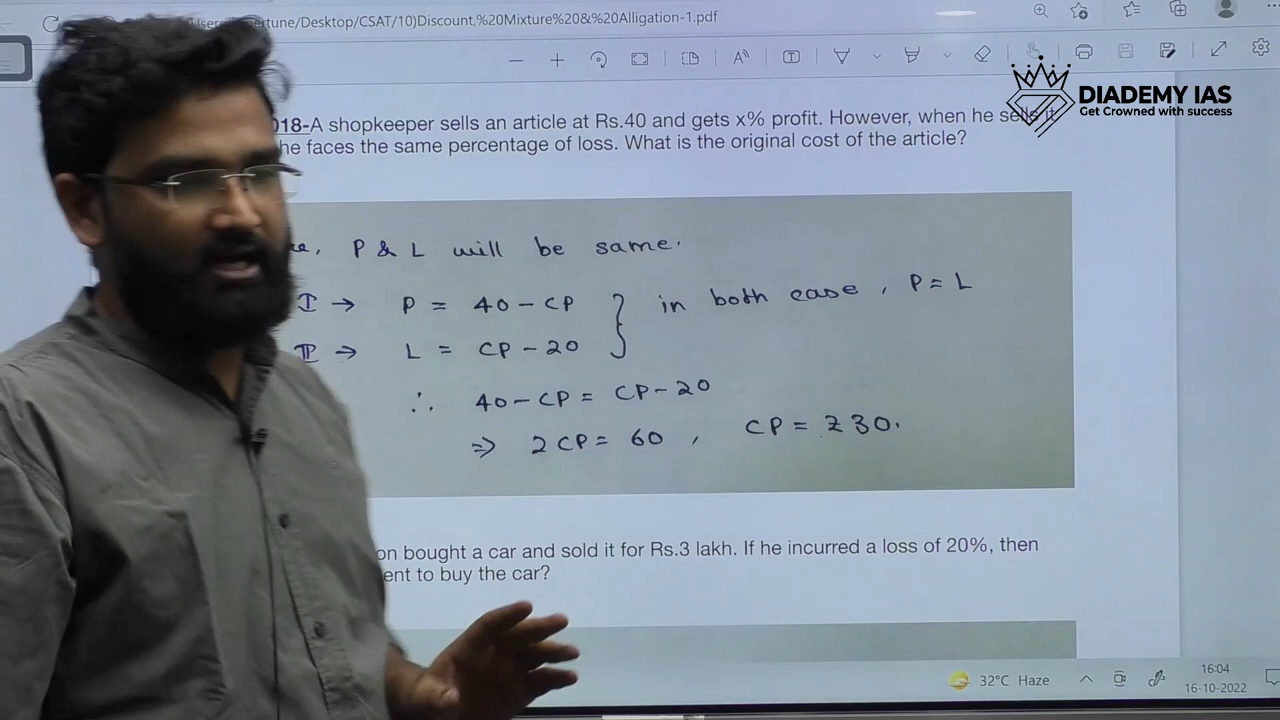 Desktop/CSAT/10)Discount,%20Mixture%20&%20Alligation-1.pdf
DIADEMY IAS
Get Crowned with success
018-A shopkeeper sells an article at Rs.40 and gets x% profit. However, when he sells it
he faces the same percentage of loss. What is the original cost of the article?
P & L will be same.
I → P = 40 - CP } in both case, P = L
II → L = CP - 20
∴ 40 - CP = CP - 20
⇒ 2 CP = 60 , CP = ₹30.
on bought a car and sold it for Rs.3 lakh. If he incurred a loss of 20%, then
ent to buy the car?
32°C Haze
16:04
16-10-2022